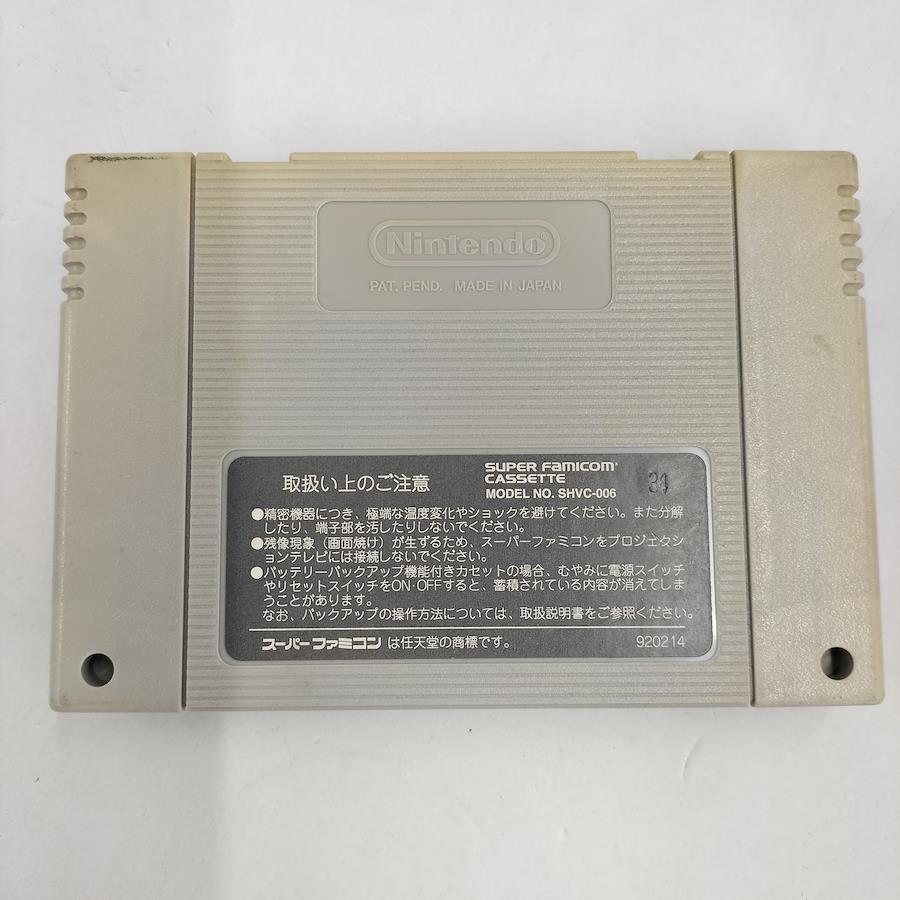 Nintendo®
PAT. PEND. MADE IN JAPAN
取扱い上のご注意
SUPER FAMICOM®
CASSETTE
MODEL NO. SHVC-006
31
●精密機器につき、極端な温度変化やショックを避けてください。また分解
したり、端子部を汚したりしないでください。
●残像現象（画面焼け）が生ずるため、スーパーファミコンをプロジェクシ
ョンテレビには接続しないでください。
●バッテリーバックアップ機能付きカセットの場合、むやみに電源スイッチ
やリセットスイッチをON·OFFすると、蓄積されている内容が消えてしま
うことがあります。
なお、バックアップの操作方法については、取扱説明書をご参照ください。
スーパーファミコン は任天堂の商標です。
920214